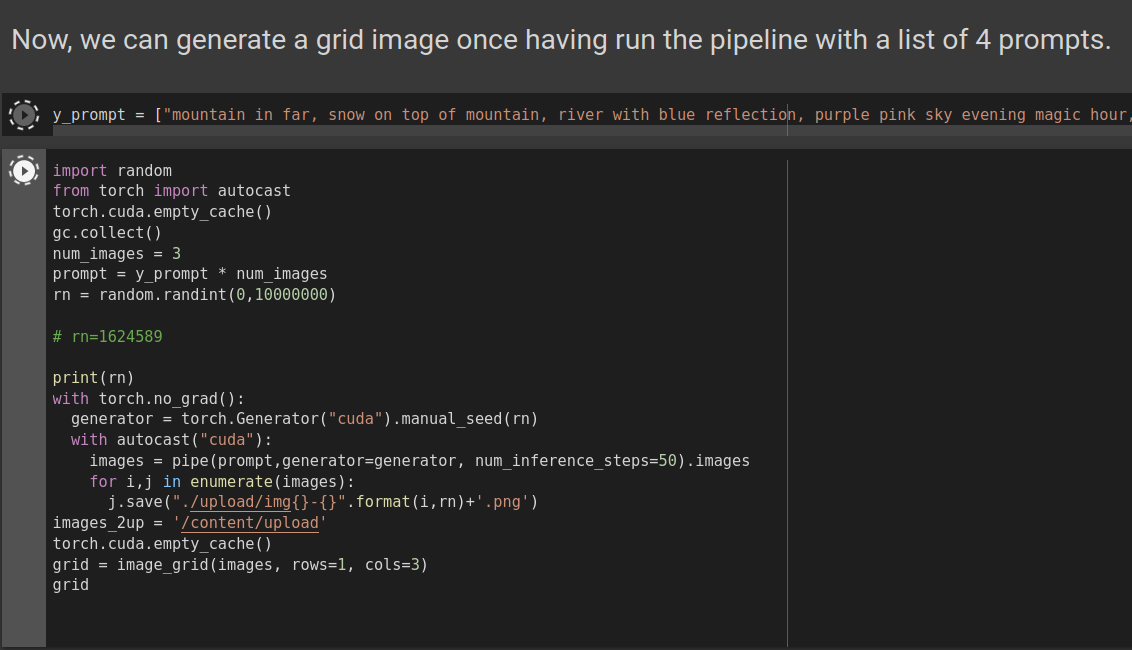 Now, we can generate a grid image once having run the pipeline with a list of 4 prompts.
y_prompt = ["mountain in far, snow on top of mountain, river with blue reflection, purple pink sky evening magic hour,
import random
from torch import autocast
torch.cuda.empty_cache()
gc.collect()
num_images = 3
prompt = y_prompt * num_images
rn = random.randint(0,10000000)
# rn=1624589
print(rn)
with torch.no_grad():
  generator = torch.Generator("cuda").manual_seed(rn)
  with autocast("cuda"):
    images = pipe(prompt,generator=generator, num_inference_steps=50).images
    for i,j in enumerate(images):
      j.save("./upload/img{}-{}".format(i,rn)+'.png')
images_2up = '/content/upload'
torch.cuda.empty_cache()
grid = image_grid(images, rows=1, cols=3)
grid